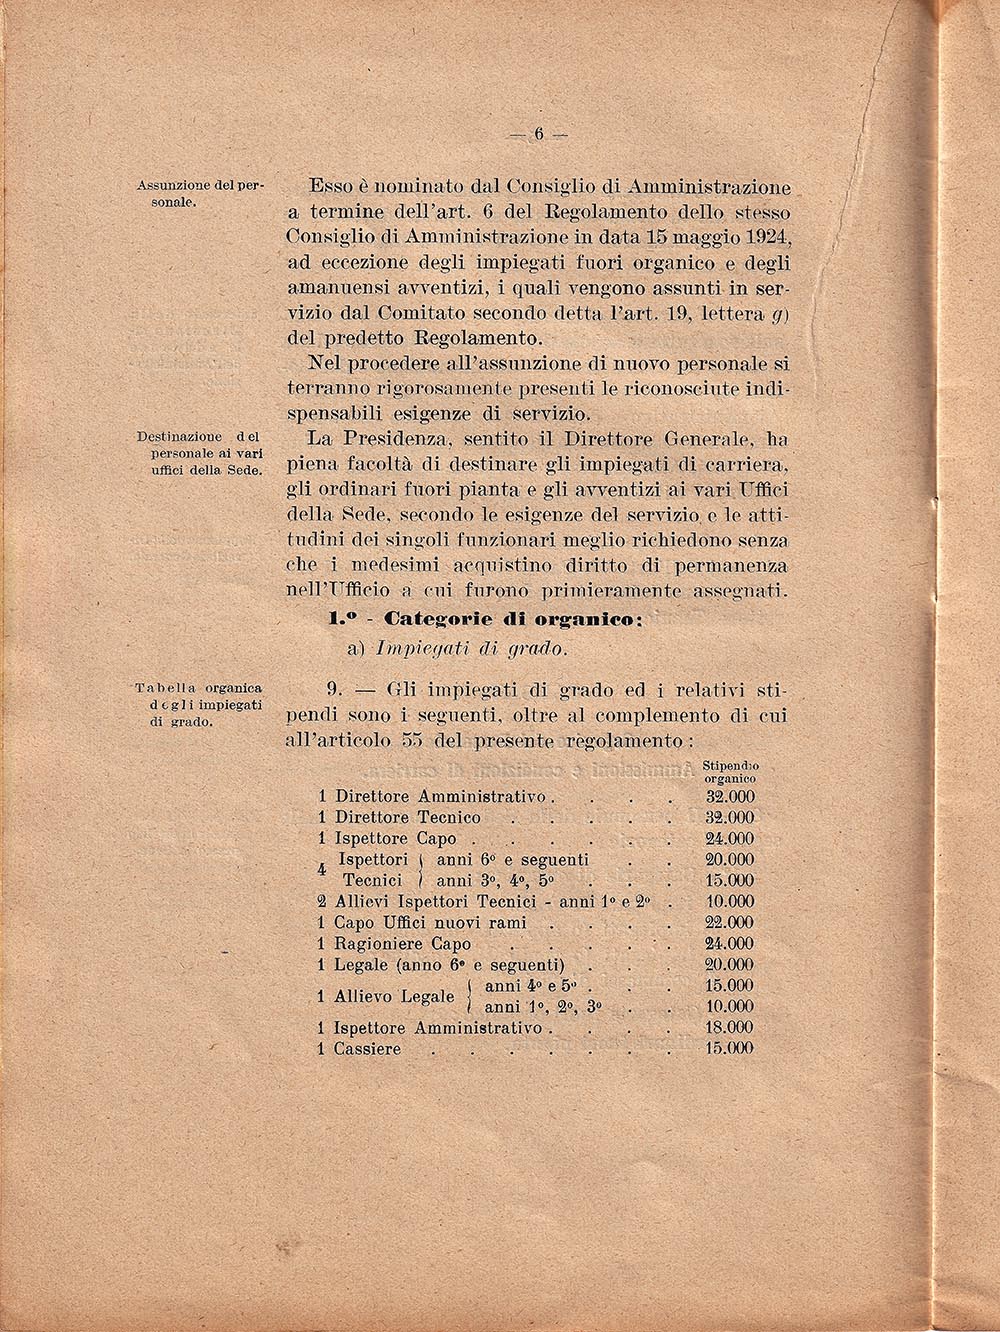 — 6 —
Assunzione del per-
sonale.
Esso è nominato dal Consiglio di Amministrazione
a termine dell'art. 6 del Regolamento dello stesso
Consiglio di Amministrazione in data 15 maggio 1924,
ad eccezione degli impiegati fuori organico e degli
amanuensi avventizi, i quali vengono assunti in ser-
vizio dal Comitato secondo detta l'art. 19, lettera g)
del predetto Regolamento.
Nel procedere all'assunzione di nuovo personale si
terranno rigorosamente presenti le riconosciute indi-
spensabili esigenze di servizio.
Destinazione del
personale ai vari
uffici della Sede.
La Presidenza, sentito il Direttore Generale, ha
piena facoltà di destinare gli impiegati di carriera,
gli ordinari fuori pianta e gli avventizi ai vari Uffici
della Sede, secondo le esigenze del servizio e le atti-
tudini dei singoli funzionari meglio richiedono senza
che i medesimi acquistino diritto di permanenza
nell'Ufficio a cui furono primieramente assegnati.
1.º - Categorie di organico:
a) Impiegati di grado.
Tabella organica
degli impiegati
di grado.
9. — Gli impiegati di grado ed i relativi sti-
pendi sono i seguenti, oltre al complemento di cui
all'articolo 55 del presente regolamento:
Stipendio
organico
1 Direttore Amministrativo . . . . 32.000
1 Direttore Tecnico . . . . . 32.000
1 Ispettore Capo . . . . . . 24.000
4 Ispettori { anni 6º e seguenti . . 20.000
Tecnici { anni 3º, 4º, 5º . . . 15.000
2 Allievi Ispettori Tecnici - anni 1º e 2º . 10.000
1 Capo Uffici nuovi rami . . . . 22.000
1 Ragioniere Capo . . . . . 24.000
1 Legale (anno 6º e seguenti) . . . 20.000
1 Allievo Legale { anni 4º e 5º . . . 15.000
{ anni 1º, 2º, 3º . . 10.000
1 Ispettore Amministrativo . . . . 18.000
1 Cassiere . . . . . . . 15.000